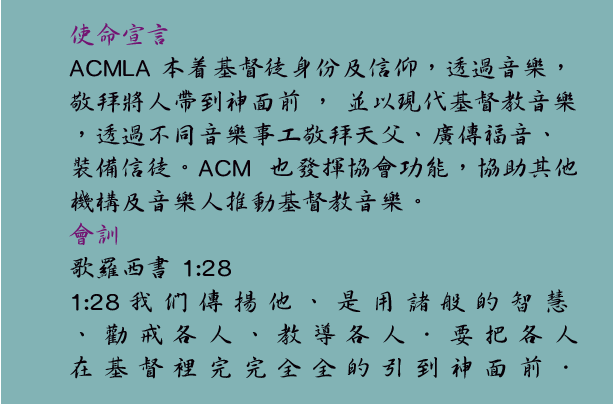 使命宣言
ACMLA 本着基督徒身份及信仰，透過音樂，
敬拜將人帶到神面前 ， 並以現代基督教音樂
，透過不同音樂事工敬拜天父、廣傳福音、
裝備信徒。ACM 也發揮協會功能，協助其他
機構及音樂人推動基督教音樂。
會訓
歌羅西書 1:28
1:28 我們傳揚他、是用諸般的智慧
、勸戒各人、教導各人．要把各人
在基督裡完完全全的引到神面前．